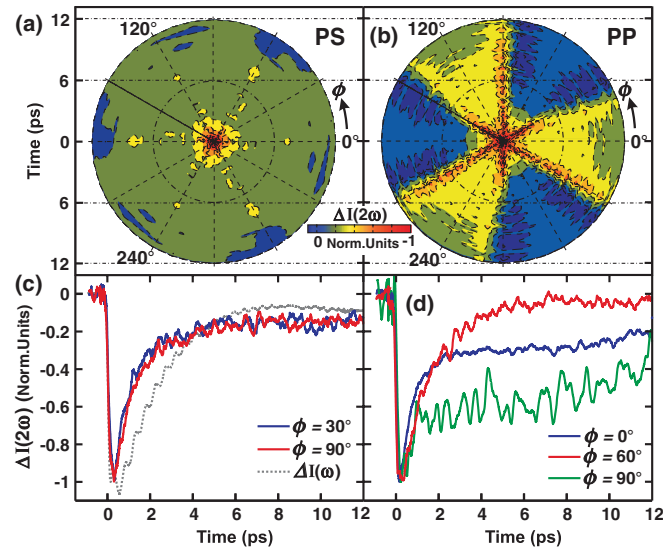 (a) 120° PS
(b) 120° PP
12
6
0
6
12
Time (ps)
ϕ
0°
ϕ
0°
240°
240°
ΔI(2ω)
0 Norm.Units -1
(c)
(d)
0
-0.2
-0.4
-0.6
-0.8
-1
ΔI(2ω) (Norm.Units)
ϕ = 30°
ϕ = 90°
ΔI(ω)
ϕ = 0°
ϕ = 60°
ϕ = 90°
0 2 4 6 8 10 12
0 2 4 6 8 10 12
Time (ps)
Time (ps)